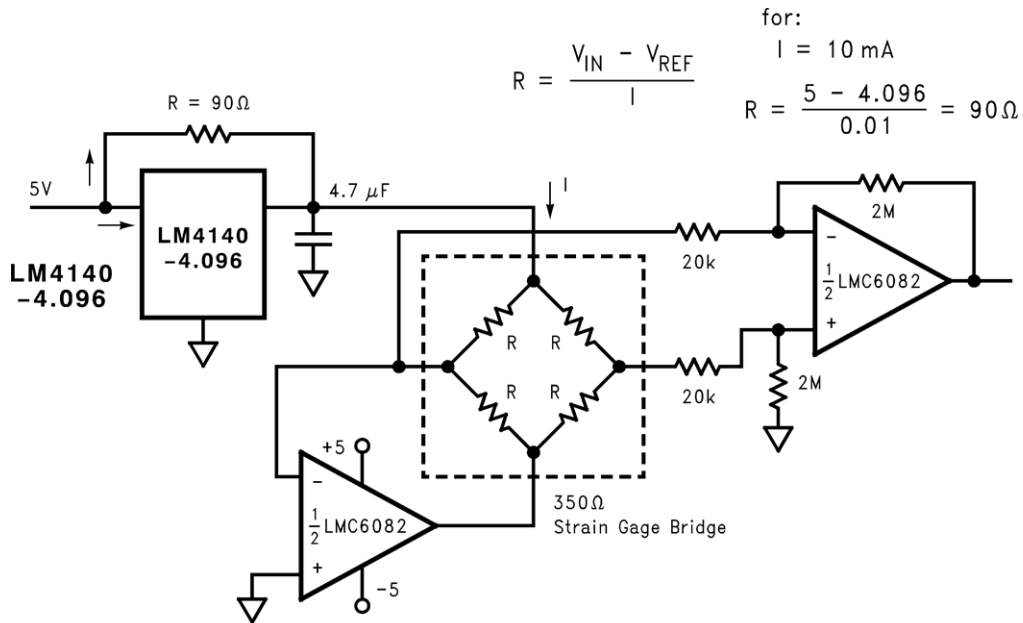 for:
I = 10 mA
R = (V_IN − V_REF) / I
R = (5 − 4.096) / 0.01 = 90Ω
R = 90Ω
5V
4.7 μF
I
LM4140
-4.096
LM4140
-4.096
20k
2M
−
+
1/2 LMC6082
20k
2M
R
R
R
R
+5
−
+
1/2 LMC6082
−5
350Ω
Strain Gage Bridge